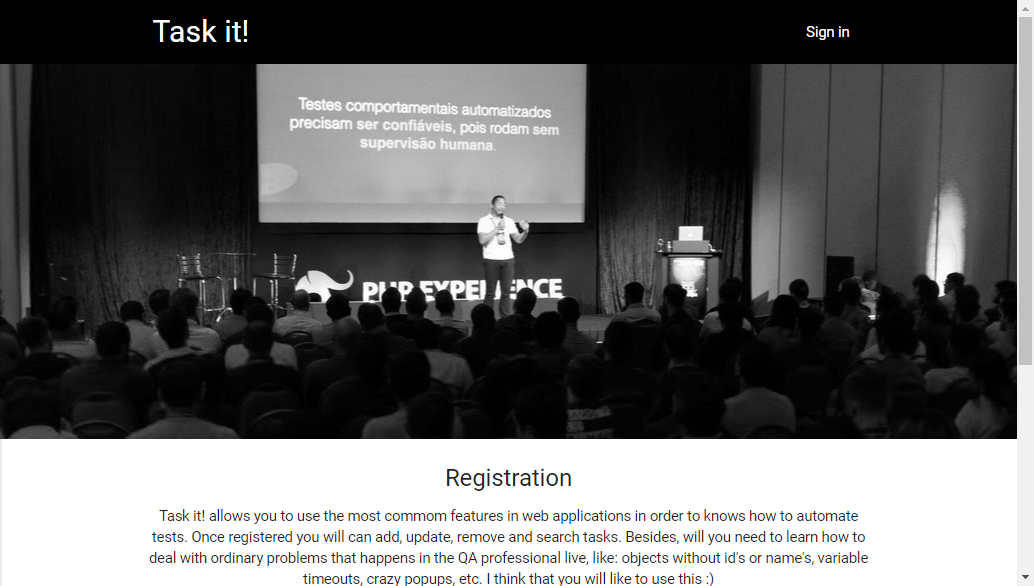 Task it!
Sign in
Testes comportamentais automatizados
precisam ser confiáveis, pois rodam sem
supervisão humana.
PHP EXPERIENCE
Registration
Task it! allows you to use the most commom features in web applications in order to knows how to automate
tests. Once registered you will can add, update, remove and search tasks. Besides, will you need to learn how to
deal with ordinary problems that happens in the QA professional live, like: objects without id's or name's, variable
timeouts, crazy popups, etc. I think that you will like to use this :)